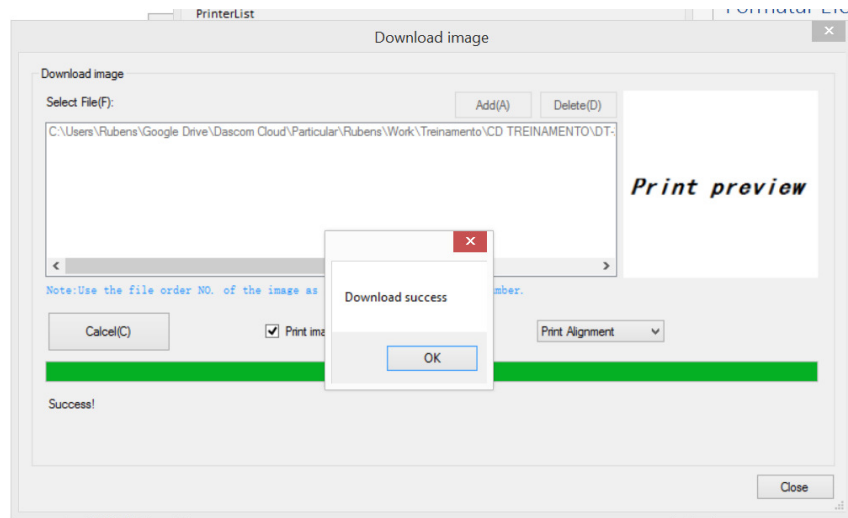 PrinterList
Download image
Download image
Select File(F):
Add(A)
Delete(D)
C:\Users\Rubens\Google Drive\Dascom Cloud\Particular\Rubens\Work\Treinamento\CD TREINAMENTO\DT-
Print preview
Note:Use the file order NO. of the image as
Download success
Calcel(C)
Print
Print Alignment
OK
Success!
Close